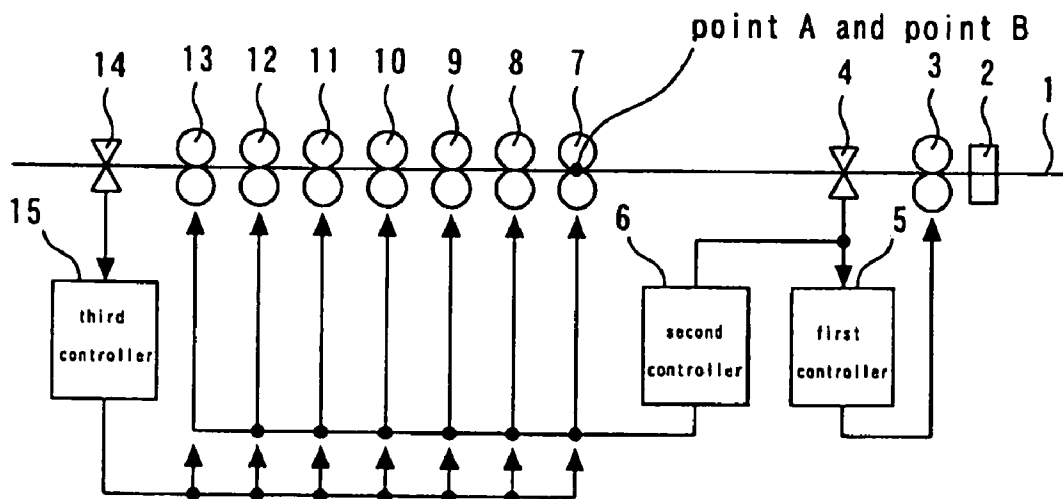 point A and point B
14
13
12
11
10
9
8
7
4
3
2
1
15
6
5
third
controller
second
controller
first
controller